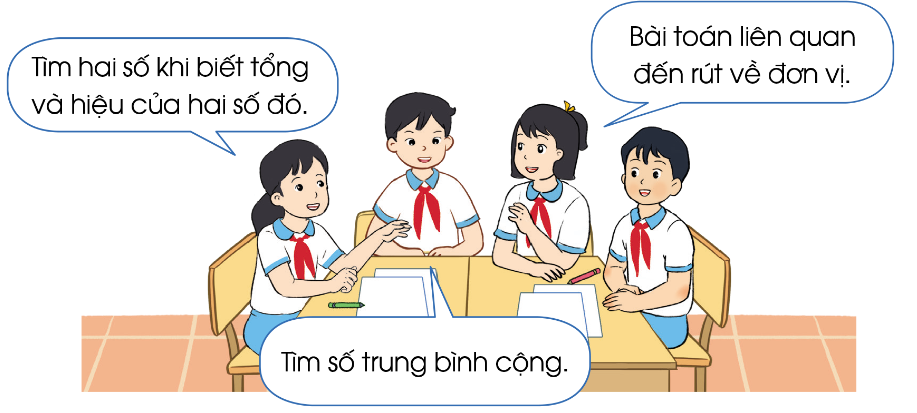 Tìm hai số khi biết tổng
và hiệu của hai số đó.
Bài toán liên quan
đến rút về đơn vị.
Tìm số trung bình cộng.